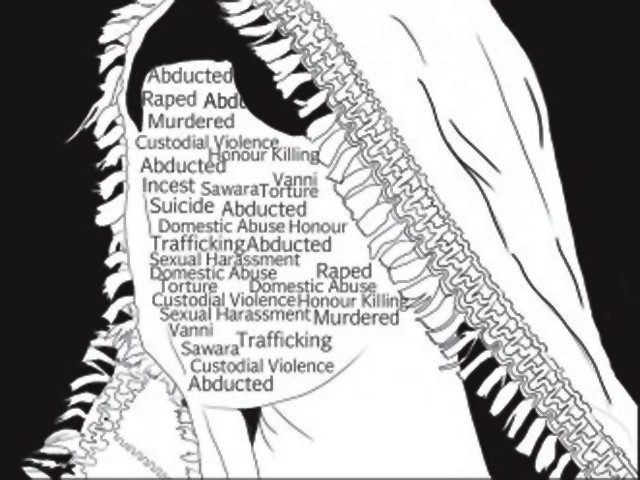 Abducted
Raped Abdu
Murdered
Custodial Violence
Honour Killing
Abducted
Vanni
Incest Sawara Torture
Suicide Abducted
Domestic Abuse Honour
Trafficking Abducted
Sexual Harassment
Domestic Abuse Raped
Torture Domestic Abuse
Custodial Violence Honour Killing
Sexual Harassment Murdered
Vanni
Trafficking
Sawara
Custodial Violence
Abducted